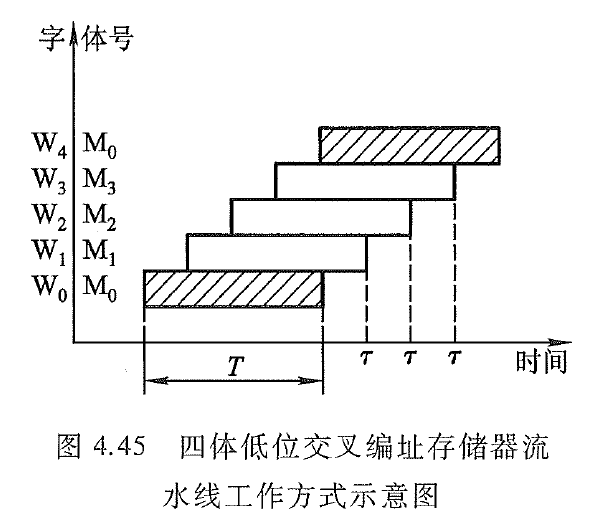 字 体号
W₄ M₀
W₃ M₃
W₂ M₂
W₁ M₁
W₀ M₀
τ τ τ 时间
T
图 4.45 四体低位交叉编址存储器流
水线工作方式示意图